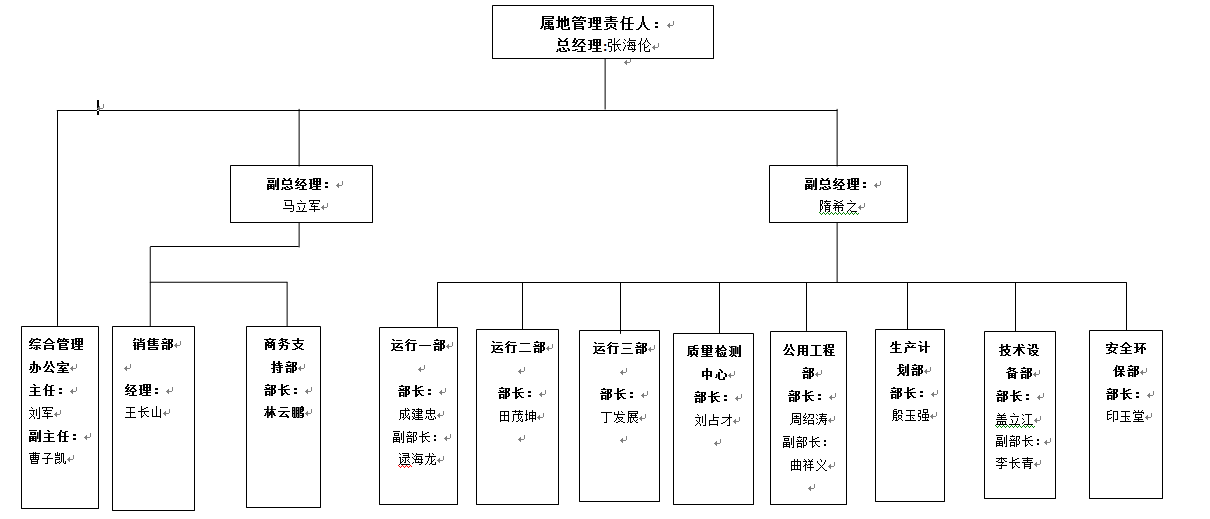 属地管理责任人：
总经理:张海伦
副总经理：
马立军
副总经理：
隋希之
综合管理
办公室
主任：
刘军
副主任：
曹子凯
销售部
经理：
王长山
商务支
持部
部长：
林云鹏
运行一部
部长：
成建忠
副部长：
逯海龙
运行二部
部长：
田茂坤
运行三部
部长：
丁发展
质量检测
中心
部长：
刘占才
公用工程
部
部长：
周绍涛
副部长：
曲祥义
生产计
划部
部长：
殷玉强
技术设
备部
部长：
盖立江
副部长：
李长青
安全环
保部
部长：
印玉堂